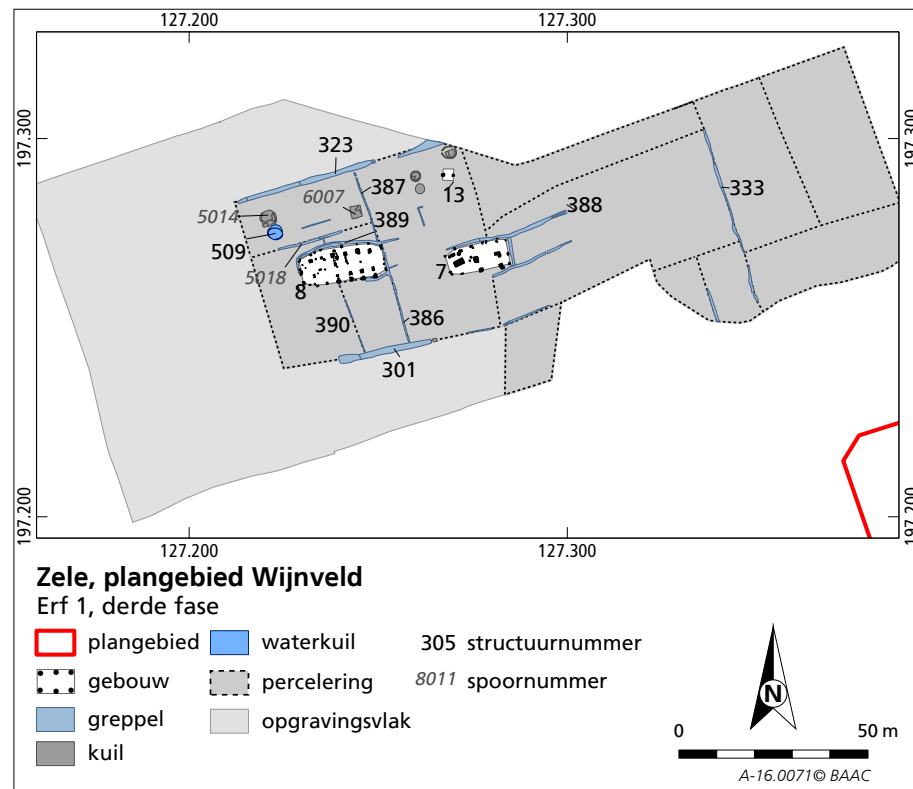 127.200 127.300
197.300 197.300
323
387
6007
13
333
5014
389
388
509
5018
7
8
390
386
301
197.200 197.200
127.200 127.300
Zele, plangebied Wijnveld
Erf 1, derde fase
plangebied waterkuil 305 structuurnummer
gebouw percelering 8011 spoornummer
greppel opgravingsvlak
kuil
N
0 50 m
A-16.0071© BAAC